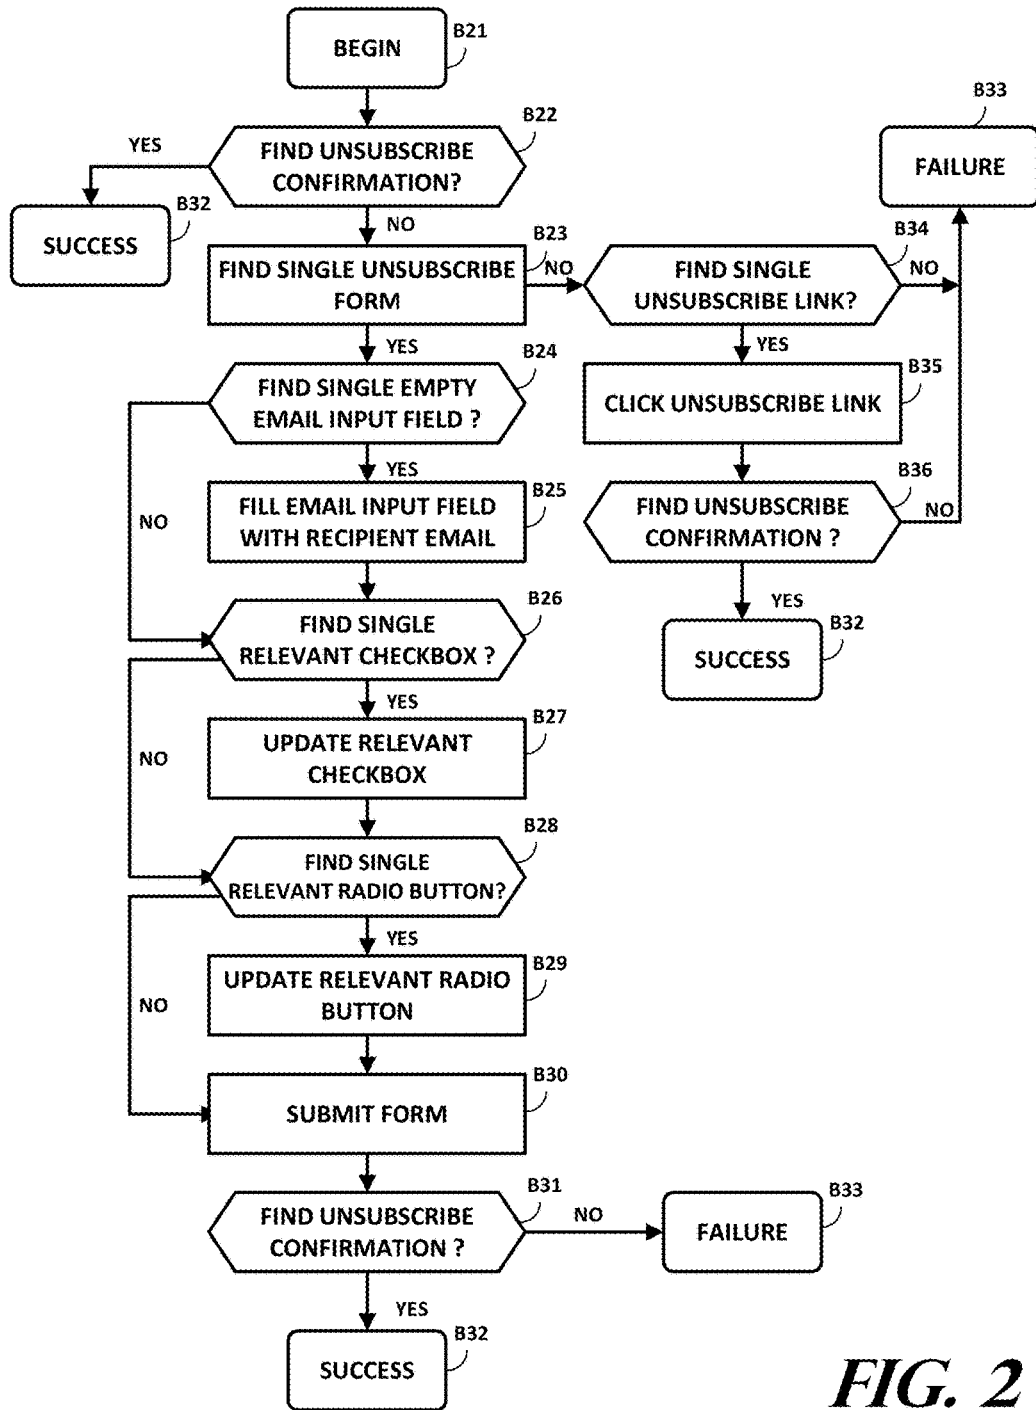 BEGIN
B21
B22
YES
FIND UNSUBSCRIBE
CONFIRMATION?
B32
SUCCESS
NO
B33
FAILURE
B23
FIND SINGLE UNSUBSCRIBE
FORM
NO
B34
FIND SINGLE
UNSUBSCRIBE LINK?
NO
YES
B24
FIND SINGLE EMPTY
EMAIL INPUT FIELD ?
YES
B35
CLICK UNSUBSCRIBE LINK
YES
NO
B25
FILL EMAIL INPUT FIELD
WITH RECIPIENT EMAIL
B36
FIND UNSUBSCRIBE
CONFIRMATION ?
NO
B26
FIND SINGLE
RELEVANT CHECKBOX ?
YES
B32
SUCCESS
YES
NO
B27
UPDATE RELEVANT
CHECKBOX
B28
FIND SINGLE
RELEVANT RADIO BUTTON?
YES
NO
B29
UPDATE RELEVANT RADIO
BUTTON
B30
SUBMIT FORM
B31
FIND UNSUBSCRIBE
CONFIRMATION ?
NO
B33
FAILURE
YES
B32
SUCCESS
FIG. 2